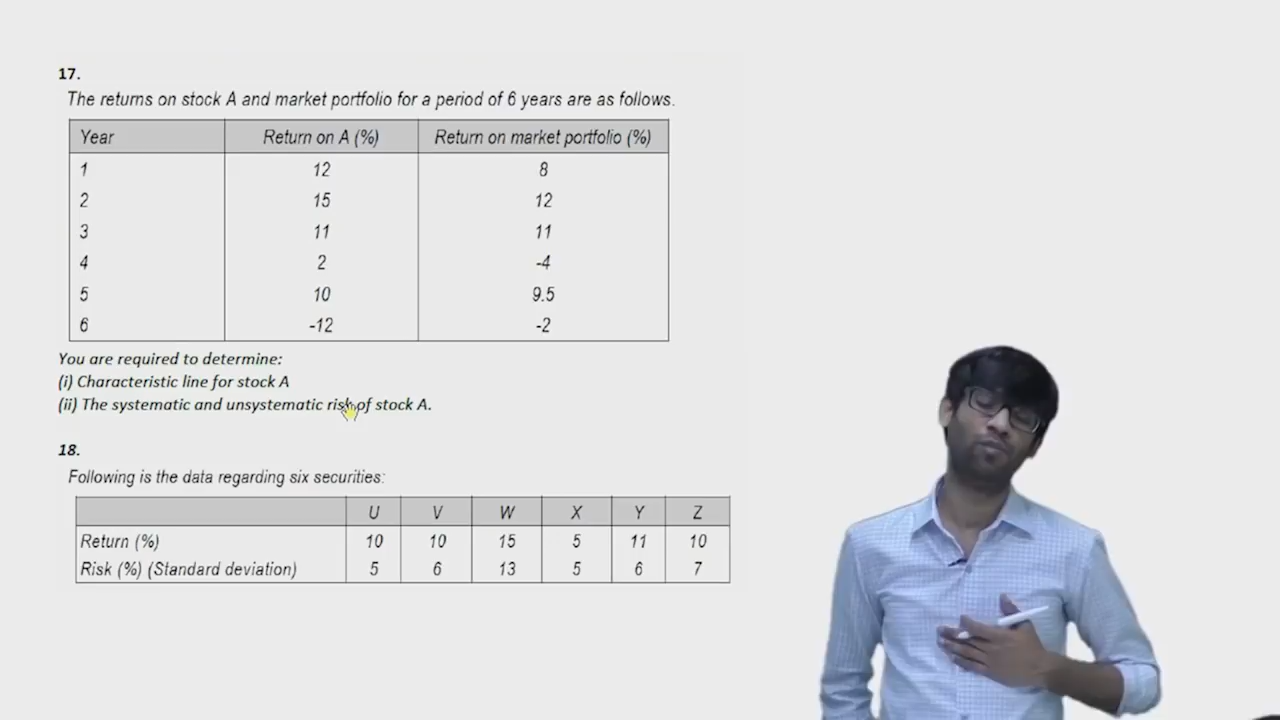 17.
The returns on stock A and market portfolio for a period of 6 years are as follows.
Year Return on A (%) Return on market portfolio (%)
1 12 8
2 15 12
3 11 11
4 2 -4
5 10 9.5
6 -12 -2
You are required to determine:
(i) Characteristic line for stock A
(ii) The systematic and unsystematic risk of stock A.
18.
Following is the data regarding six securities:
U V W X Y Z
Return (%) 10 10 15 5 11 10
Risk (%) (Standard deviation) 5 6 13 5 6 7